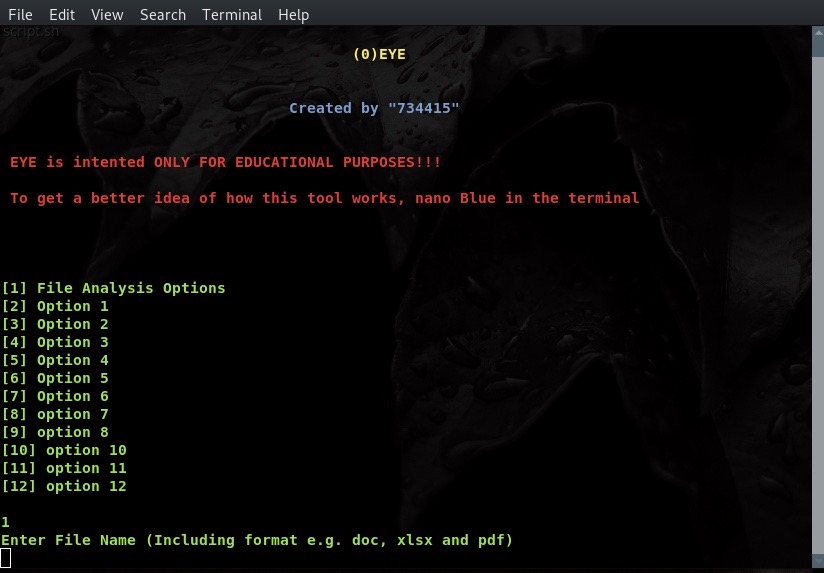 File Edit View Search Terminal Help
script.sh
(0)EYE
Created by "734415"
EYE is intented ONLY FOR EDUCATIONAL PURPOSES!!!
To get a better idea of how this tool works, nano Blue in the terminal
[1] File Analysis Options
[2] Option 1
[3] Option 2
[4] Option 3
[5] Option 4
[6] Option 5
[7] Option 6
[8] option 7
[9] option 8
[10] option 10
[11] option 11
[12] option 12
1
Enter File Name (Including format e.g. doc, xlsx and pdf)